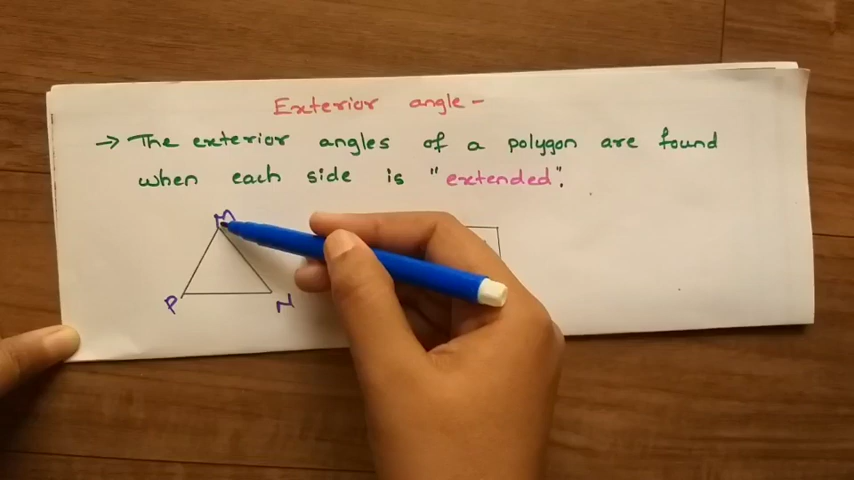 Exterior angle -
→ The exterior angles of a polygon are found
when each side is "extended".
M
P N